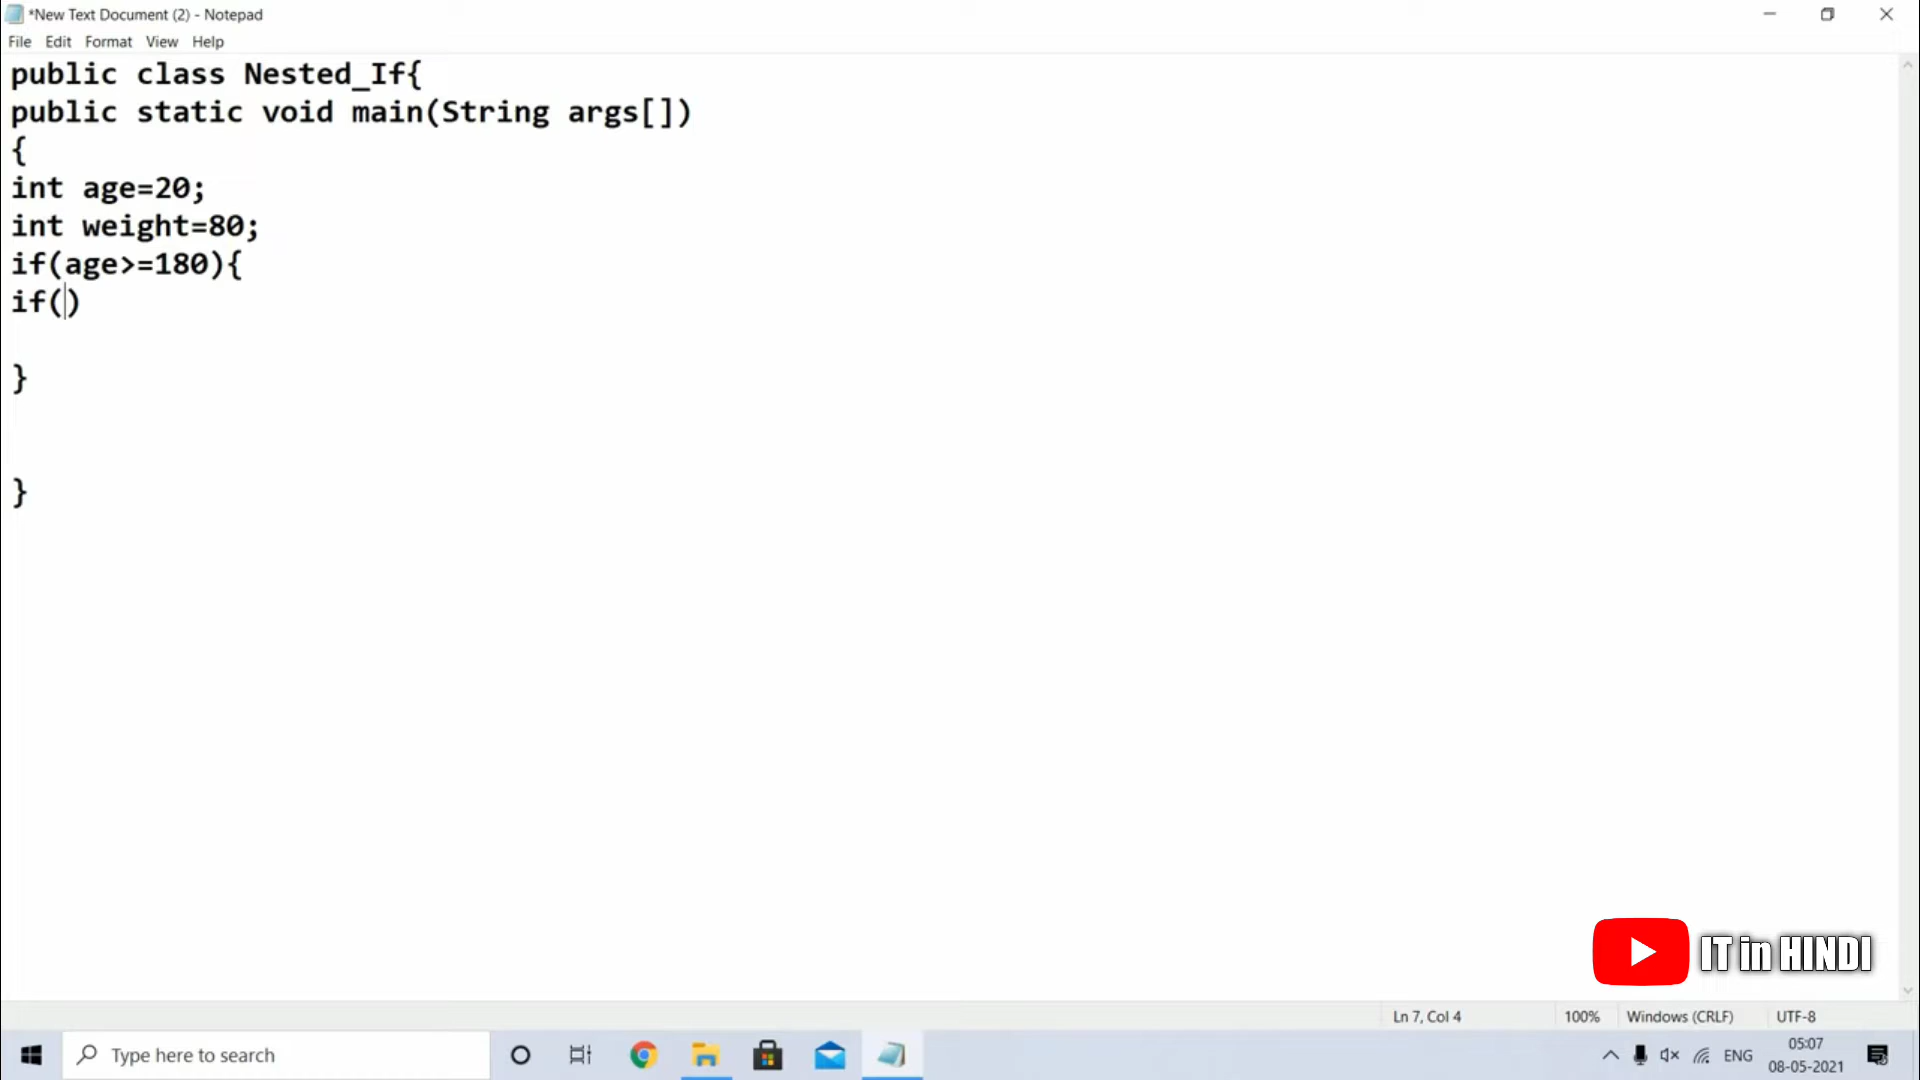 *New Text Document (2) - Notepad
File Edit Format View Help
public class Nested_If{
public static void main(String args[])
{
int age=20;
int weight=80;
if(age>=180){
if()
}
}
IT in HINDI
Ln 7, Col 4 100% Windows (CRLF) UTF-8
Type here to search
ENG
05:07
08-05-2021